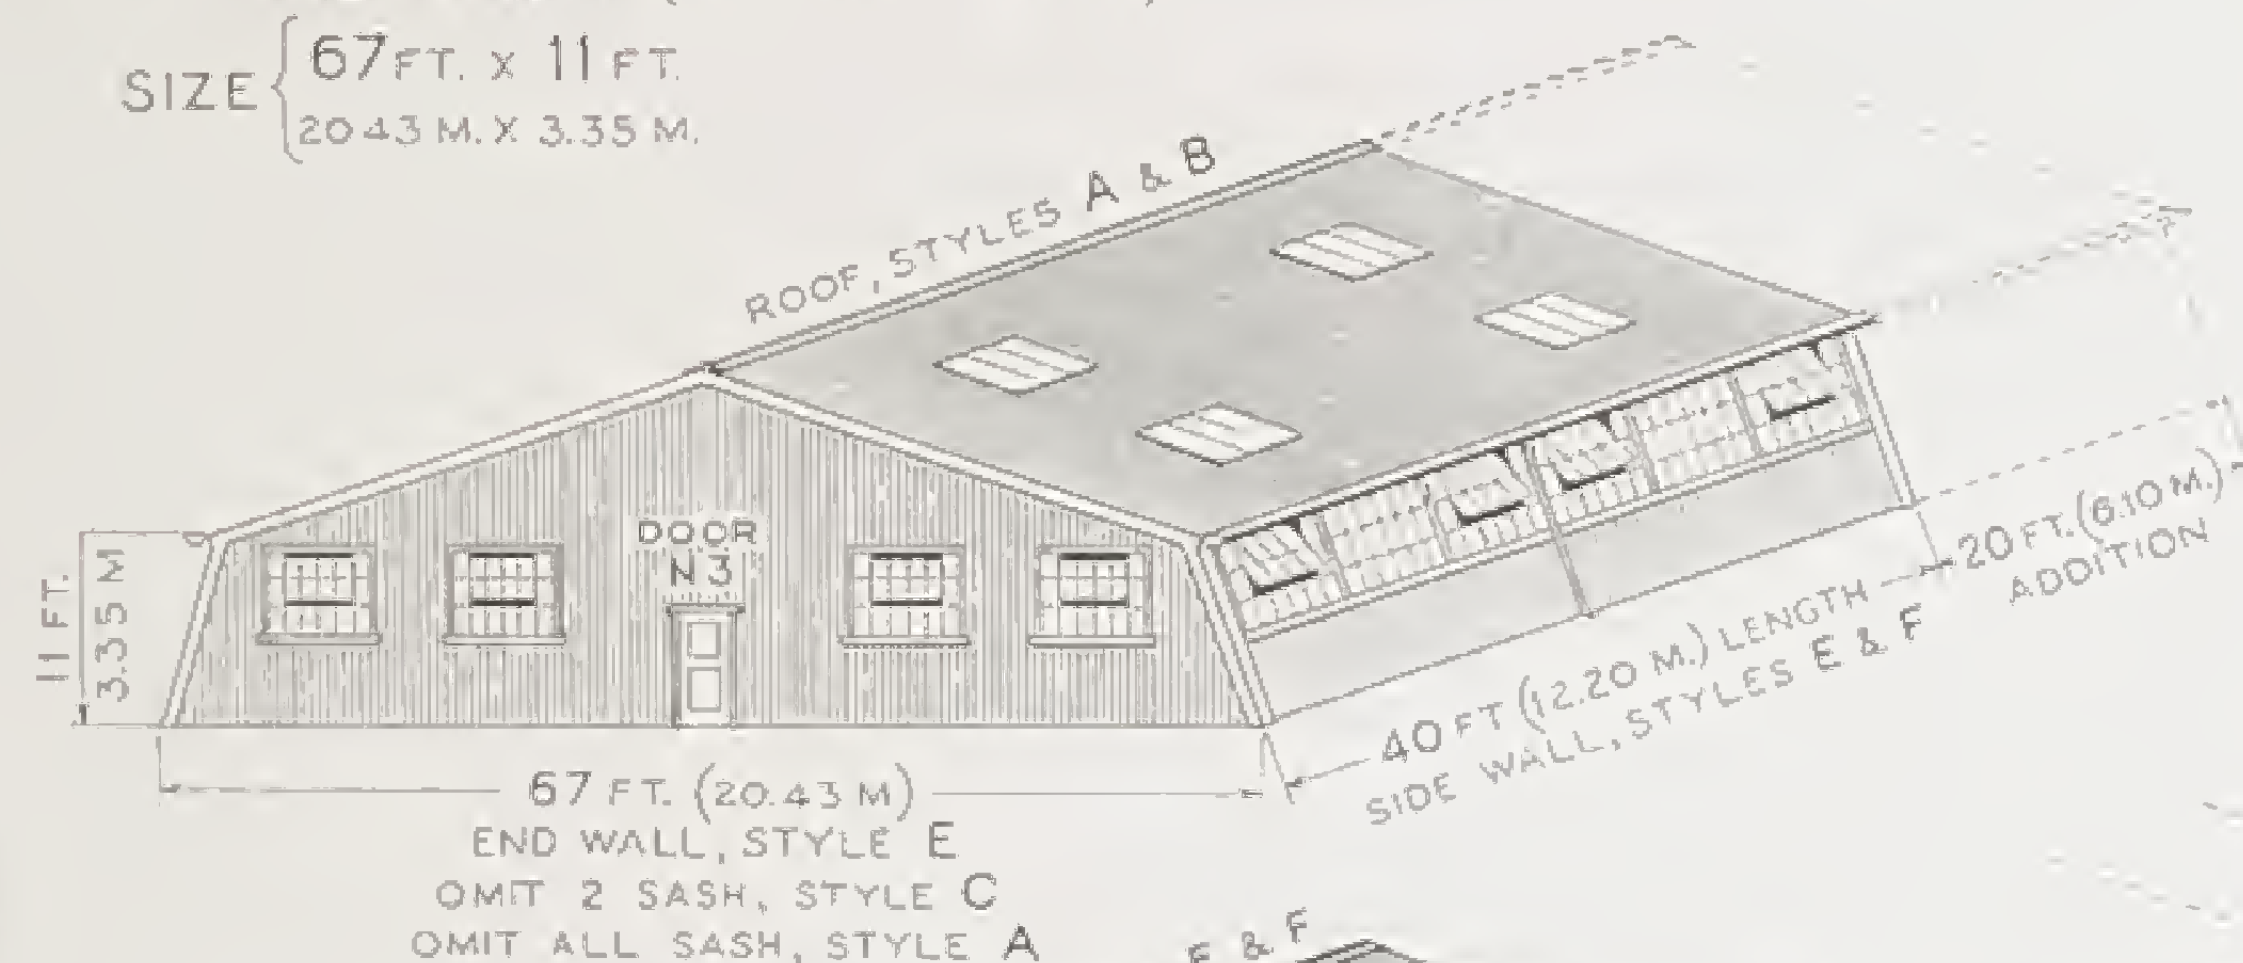 SIZE { 67 FT. X 11 FT.
20.43 M. X 3.35 M.
ROOF, STYLES A & B
DOOR
N 3
11 FT.
3.35 M
67 FT. (20.43 M)
END WALL, STYLE E
OMIT 2 SASH, STYLE C
OMIT ALL SASH, STYLE A
40 FT (12.20 M.) LENGTH
SIDE WALL, STYLES E & F
20 FT. (6.10 M.)
ADDITION
E & F